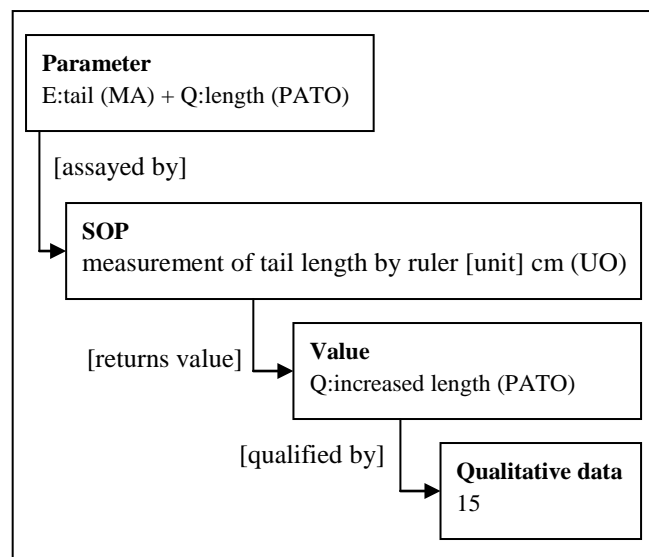 Parameter
E:tail (MA) + Q:length (PATO)
[assayed by]
SOP
measurement of tail length by ruler [unit] cm (UO)
[returns value]
Value
Q:increased length (PATO)
[qualified by]
Qualitative data
15